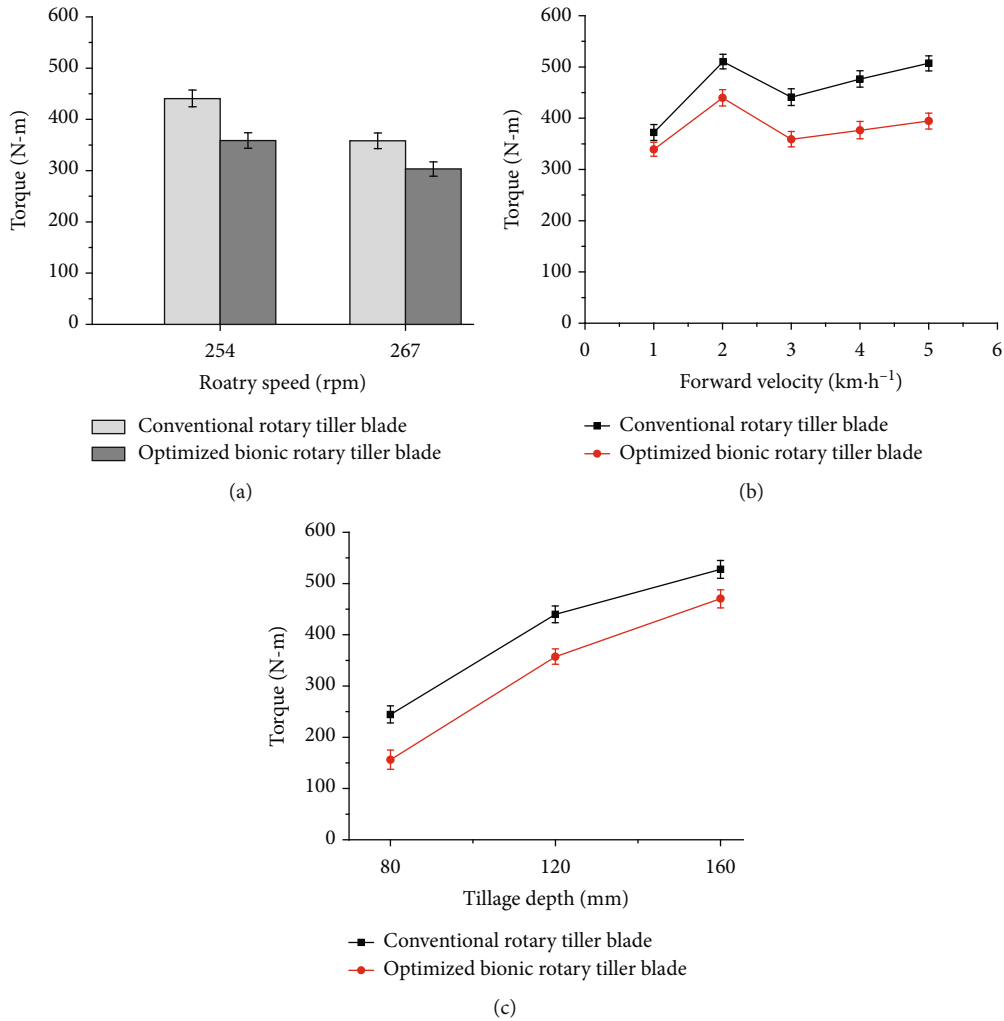 600
500
400
300
200
100
0
Torque (N-m)
254
267
Roatry speed (rpm)
Conventional rotary tiller blade
Optimized bionic rotary tiller blade
(a)
600
500
400
300
200
100
0
Torque (N-m)
0 1 2 3 4 5 6
Forward velocity (km·h⁻¹)
Conventional rotary tiller blade
Optimized bionic rotary tiller blade
(b)
600
500
400
300
200
100
0
Torque (N-m)
80 120 160
Tillage depth (mm)
Conventional rotary tiller blade
Optimized bionic rotary tiller blade
(c)